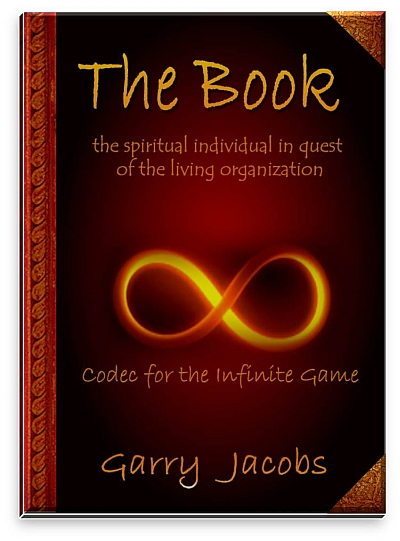 The Book
the spiritual individual in quest
of the living organization
Codec for the Infinite Game
Garry Jacobs